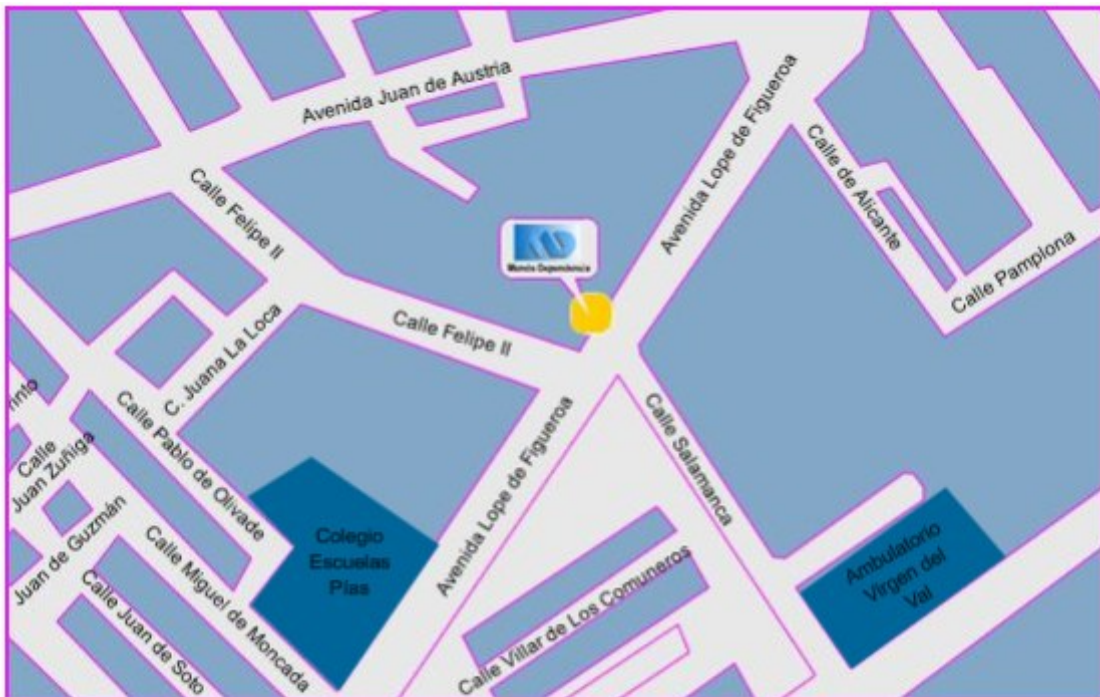 Avenida Juan de Austria
Avenida Lope de Figueroa
Calle de Alicante
Calle Felipe II
Calle Pamplona
Calle Felipe II
C. Juana La Loca
Calle Pablo de Olivade
Calle Salamanca
Avenida Lope de Figueroa
Calle
Juan Zuñiga
Colegio
Escuelas
Pías
Ambulatorio
Virgen del
Val
Juan de Guzmán
Calle Miguel de Moncada
Calle Villar de Los Comuneros
Calle Juan de Soto